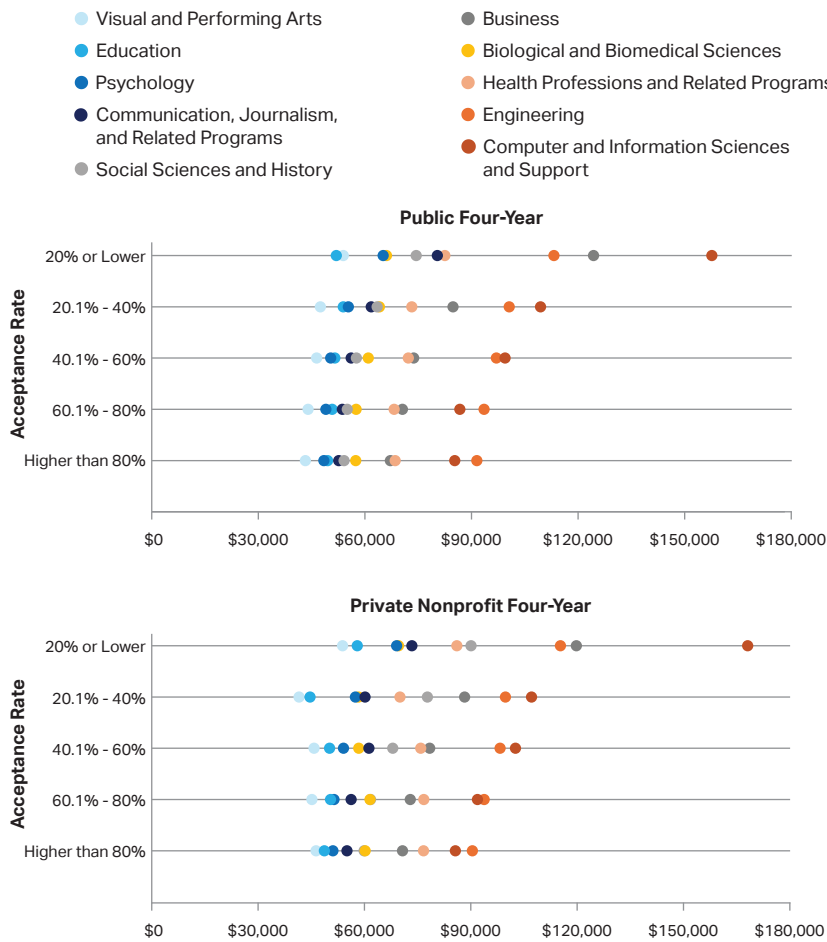 Visual and Performing Arts
Education
Psychology
Communication, Journalism,
and Related Programs
Social Sciences and History
Business
Biological and Biomedical Sciences
Health Professions and Related Programs
Engineering
Computer and Information Sciences
and Support
Public Four-Year
Acceptance Rate
20% or Lower
20.1% - 40%
40.1% - 60%
60.1% - 80%
Higher than 80%
$0 $30,000 $60,000 $90,000 $120,000 $150,000 $180,000
Private Nonprofit Four-Year
Acceptance Rate
20% or Lower
20.1% - 40%
40.1% - 60%
60.1% - 80%
Higher than 80%
$0 $30,000 $60,000 $90,000 $120,000 $150,000 $180,000